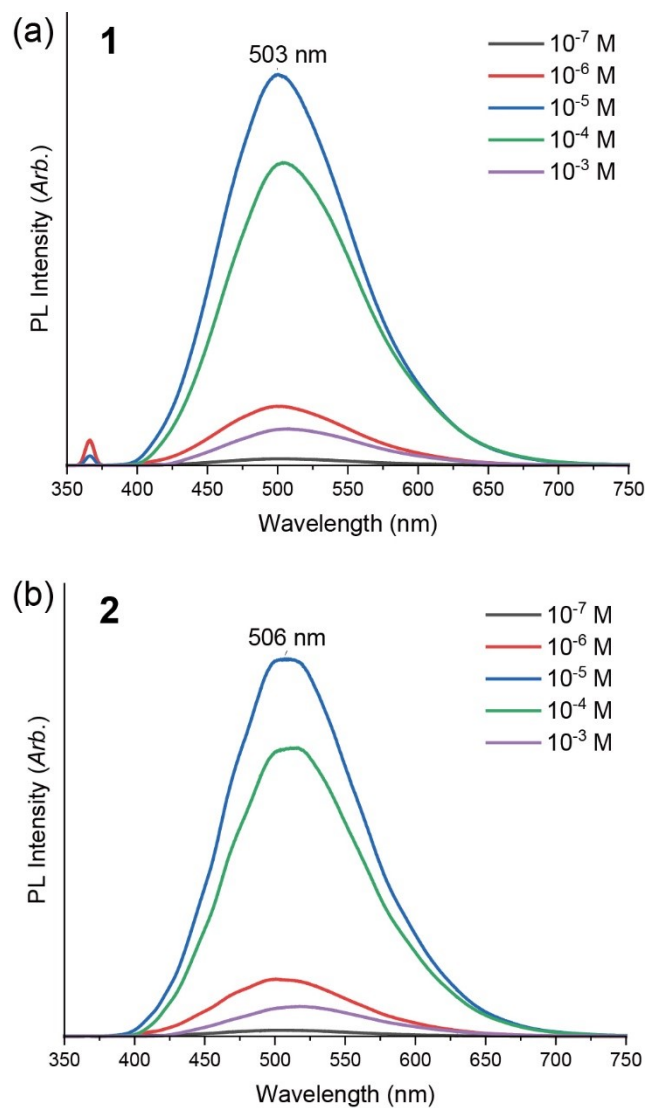 (a) 1
503 nm
10⁻⁷ M
10⁻⁶ M
10⁻⁵ M
10⁻⁴ M
10⁻³ M
PL Intensity (Arb.)
350 400 450 500 550 600 650 700 750
Wavelength (nm)
(b) 2
506 nm
10⁻⁷ M
10⁻⁶ M
10⁻⁵ M
10⁻⁴ M
10⁻³ M
PL Intensity (Arb.)
350 400 450 500 550 600 650 700 750
Wavelength (nm)